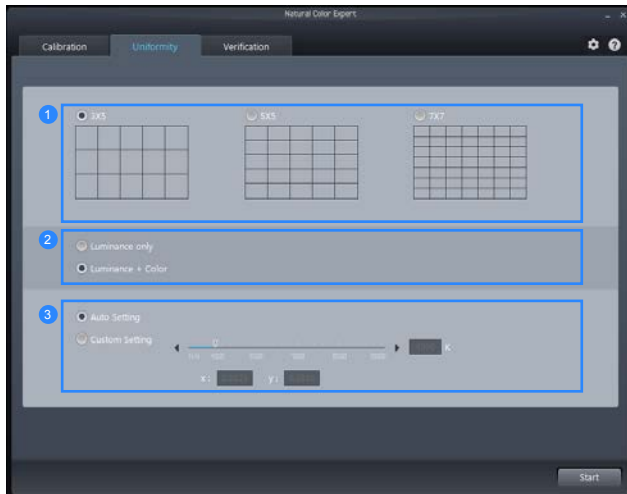 Natural Color Expert
Calibration Uniformity Verification
1 3X5 5X5 7X7
2 Luminance only
Luminance + Color
3 Auto Setting
Custom Setting
K
x: y:
Start